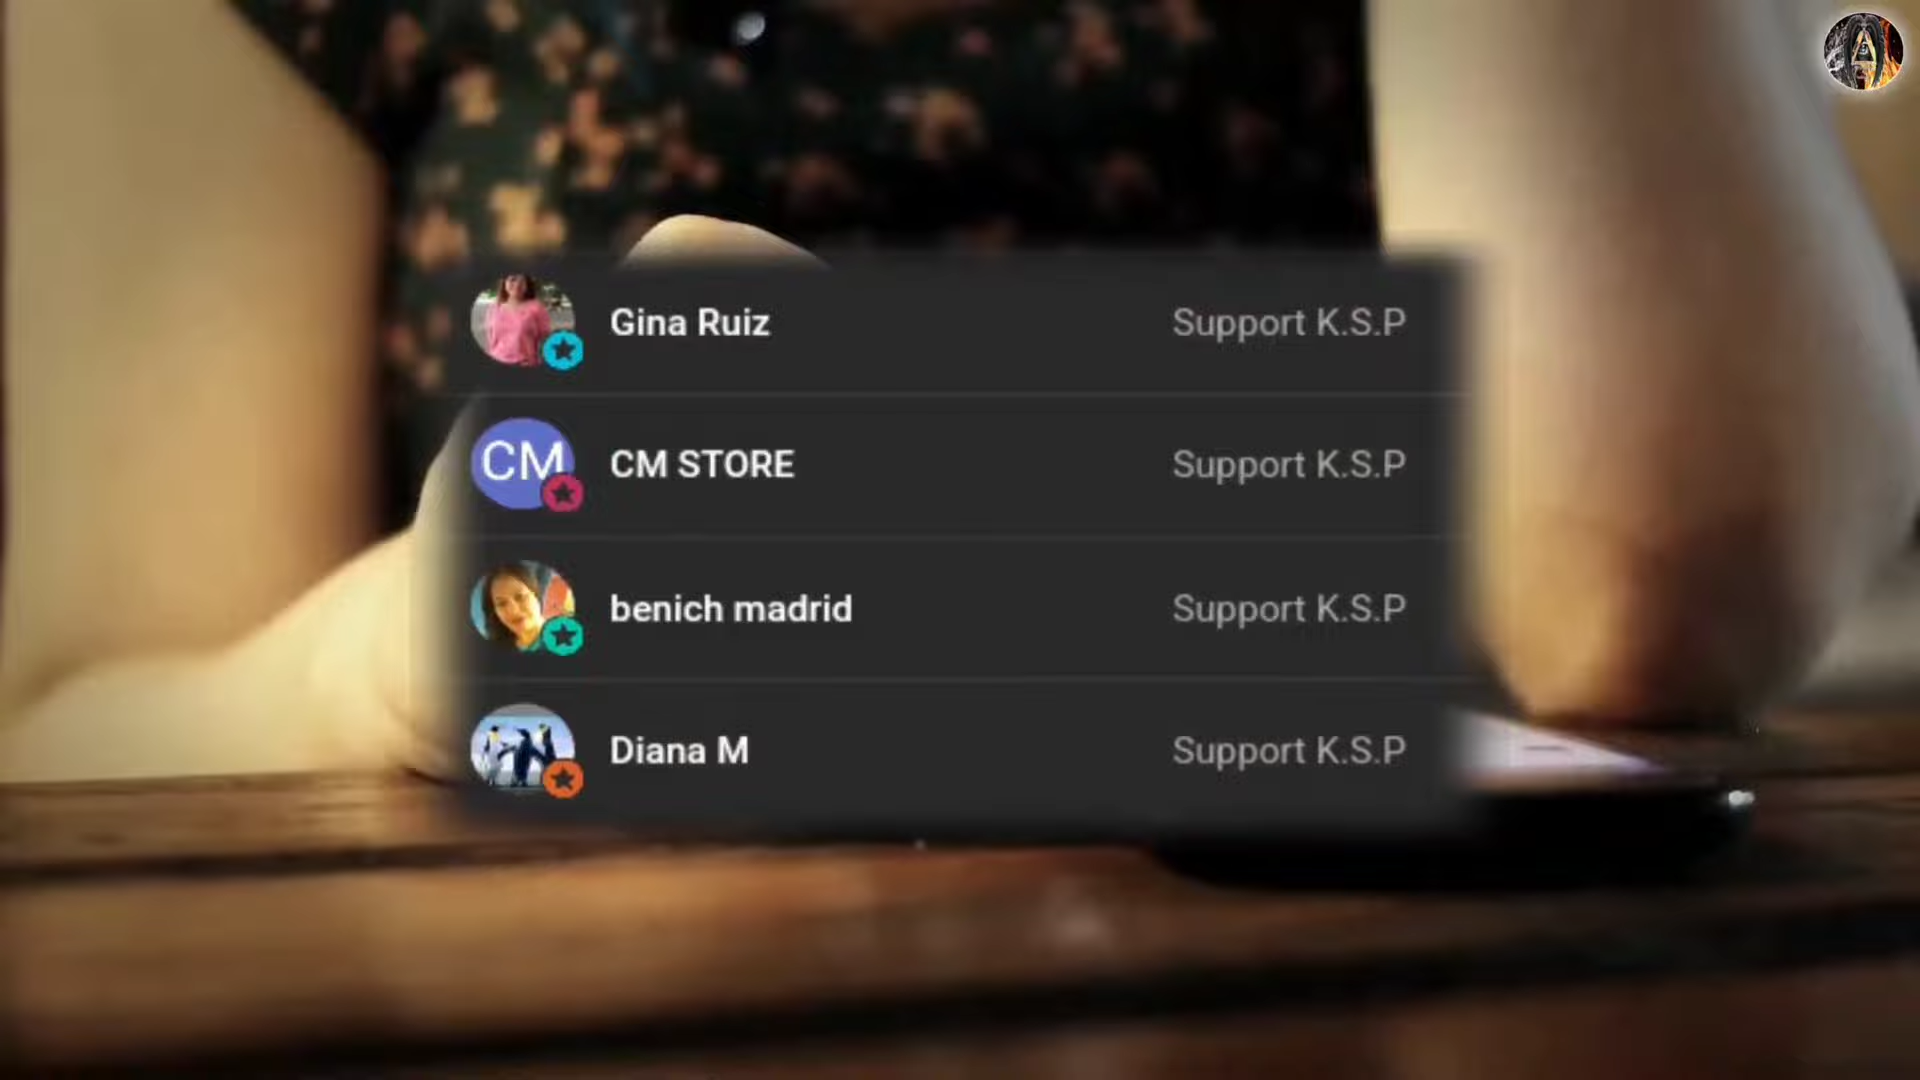 Gina Ruiz Support K.S.P
CM CM STORE Support K.S.P
benich madrid Support K.S.P
Diana M Support K.S.P